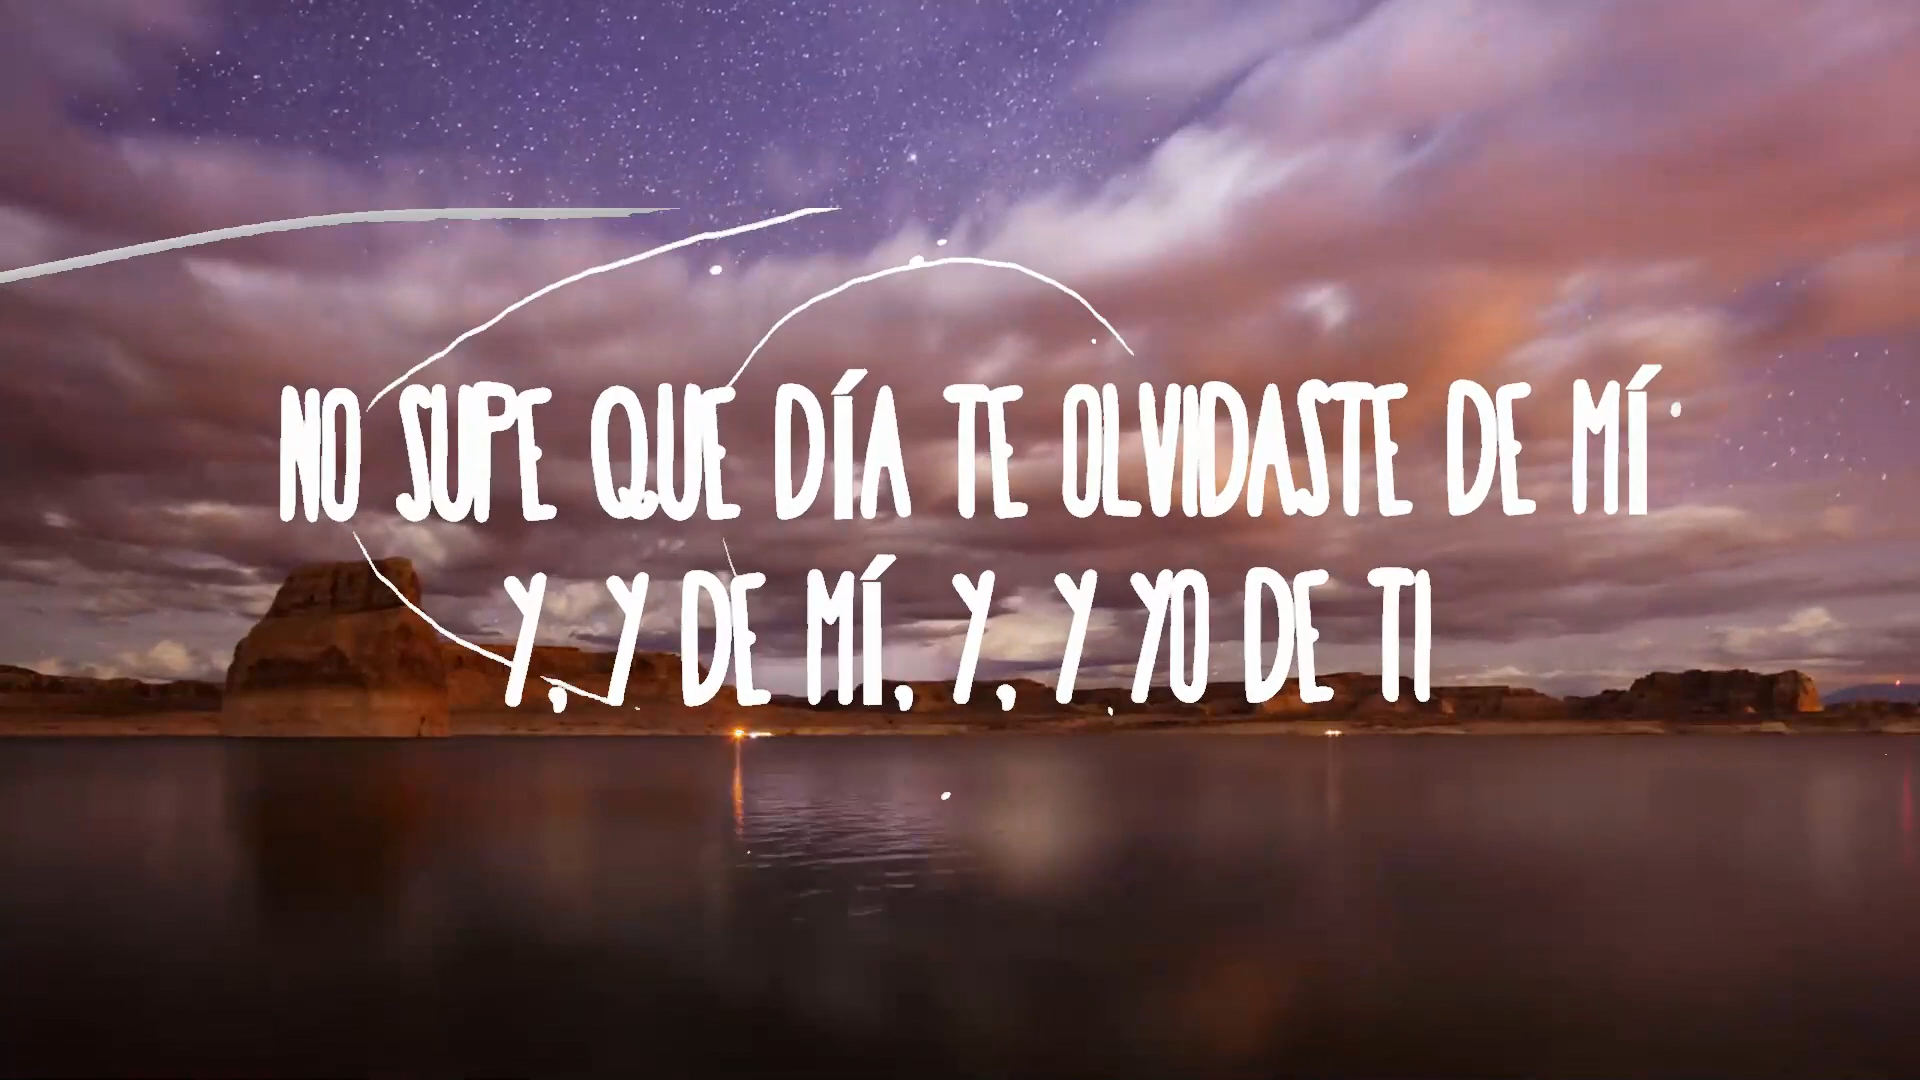 NO SUPE QUE DÍA TE OLVIDASTE DE MÍ
Y, Y DE MÍ, Y, Y YO DE TI